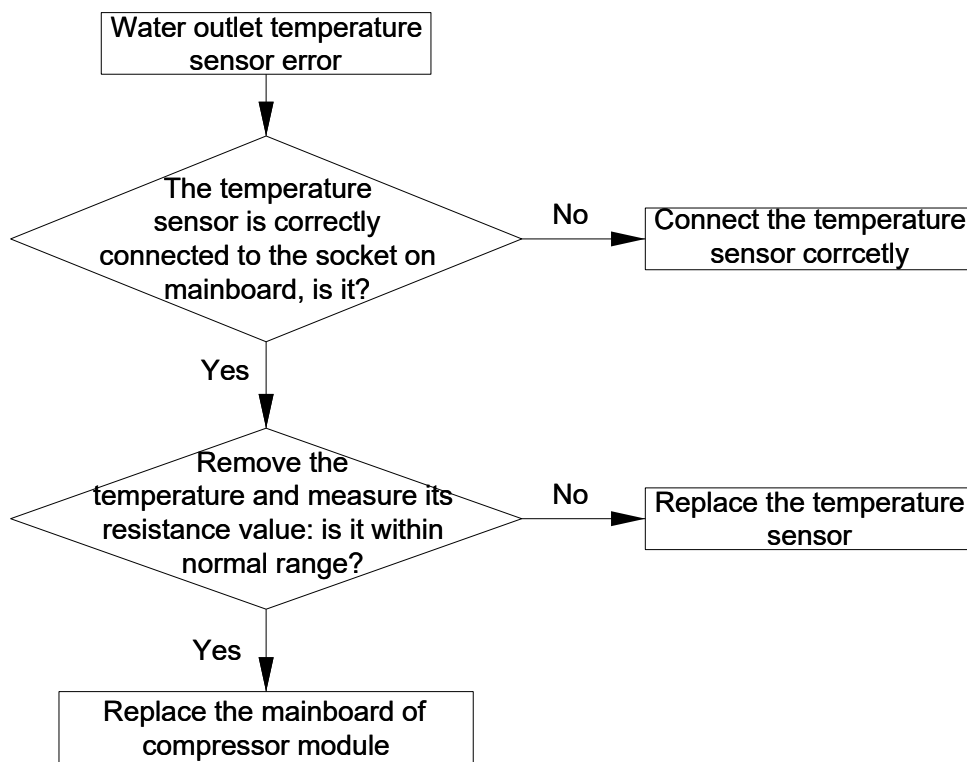 Water outlet temperature
sensor error
The temperature
sensor is correctly
connected to the socket on
mainboard, is it?
No
Connect the temperature
sensor corrcetly
Yes
Remove the
temperature and measure its
resistance value: is it within
normal range?
No
Replace the temperature
sensor
Yes
Replace the mainboard of
compressor module